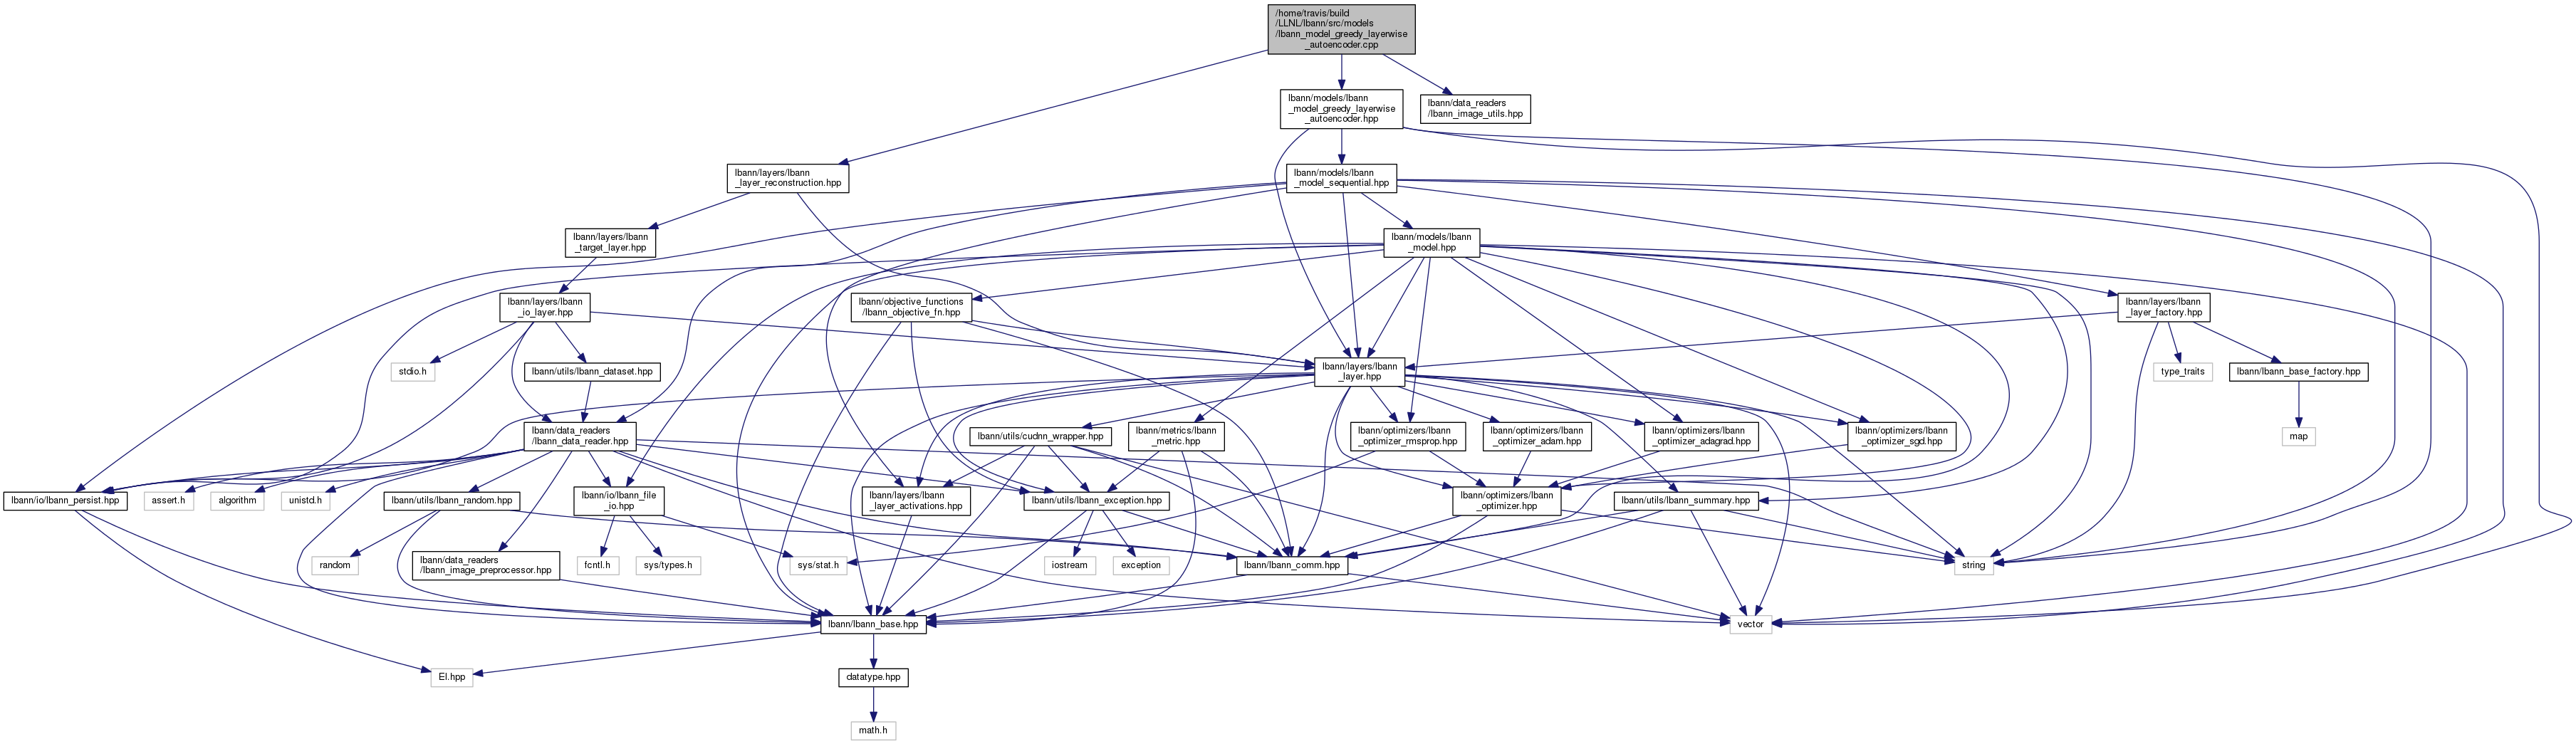 /home/travis/build
/LLNL/lbann/src/models
/lbann_model_greedy_layerwise
_autoencoder.cpp
lbann/models/lbann
_model_greedy_layerwise
_autoencoder.hpp
lbann/data_readers
/lbann_image_utils.hpp
lbann/layers/lbann
_layer_reconstruction.hpp
lbann/models/lbann
_model_sequential.hpp
lbann/layers/lbann
_target_layer.hpp
lbann/models/lbann
_model.hpp
lbann/layers/lbann
_io_layer.hpp
lbann/objective_functions
/lbann_objective_fn.hpp
lbann/layers/lbann
_layer_factory.hpp
stdio.h
lbann/utils/lbann_dataset.hpp
lbann/layers/lbann
_layer.hpp
type_traits
lbann/lbann_base_factory.hpp
lbann/data_readers
/lbann_data_reader.hpp
lbann/utils/cudnn_wrapper.hpp
lbann/metrics/lbann
_metric.hpp
lbann/optimizers/lbann
_optimizer_rmsprop.hpp
lbann/optimizers/lbann
_optimizer_adam.hpp
lbann/optimizers/lbann
_optimizer_adagrad.hpp
lbann/optimizers/lbann
_optimizer_sgd.hpp
map
lbann/io/lbann_persist.hpp
assert.h
algorithm
unistd.h
lbann/utils/lbann_random.hpp
lbann/io/lbann_file
_io.hpp
lbann/layers/lbann
_layer_activations.hpp
lbann/utils/lbann_exception.hpp
lbann/optimizers/lbann
_optimizer.hpp
lbann/utils/lbann_summary.hpp
random
lbann/data_readers
/lbann_image_preprocessor.hpp
fcntl.h
sys/types.h
sys/stat.h
iostream
exception
lbann/lbann_comm.hpp
string
lbann/lbann_base.hpp
vector
El.hpp
datatype.hpp
math.h